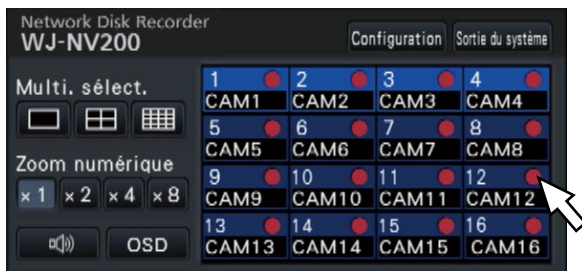 Network Disk Recorder
WJ-NV200
Configuration
Sortie du système
Multi. sélect.
Zoom numérique
×1 ×2 ×4 ×8
OSD
1 2 3 4
CAM1 CAM2 CAM3 CAM4
5 6 7 8
CAM5 CAM6 CAM7 CAM8
9 10 11 12
CAM9 CAM10 CAM11 CAM12
13 14 15 16
CAM13 CAM14 CAM15 CAM16